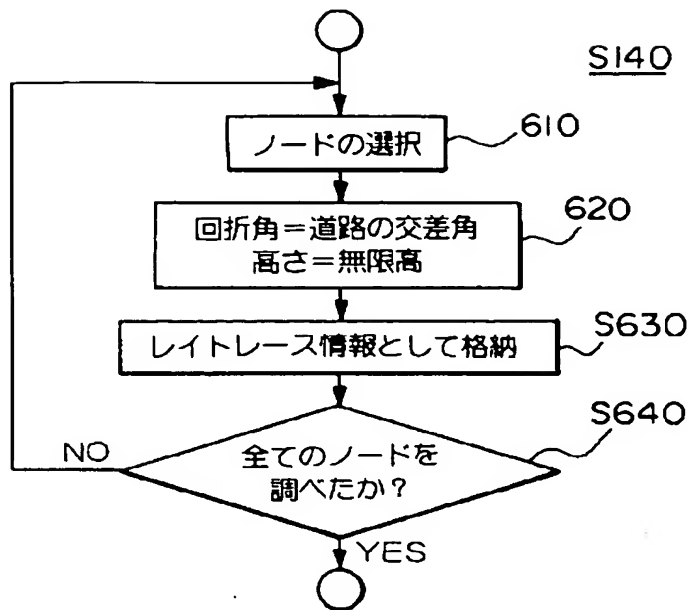 S140
ノードの選択
610
回折角=道路の交差角
高さ=無限高
620
レイトレース情報として格納
S630
全てのノードを
調べたか?
S640
NO
YES